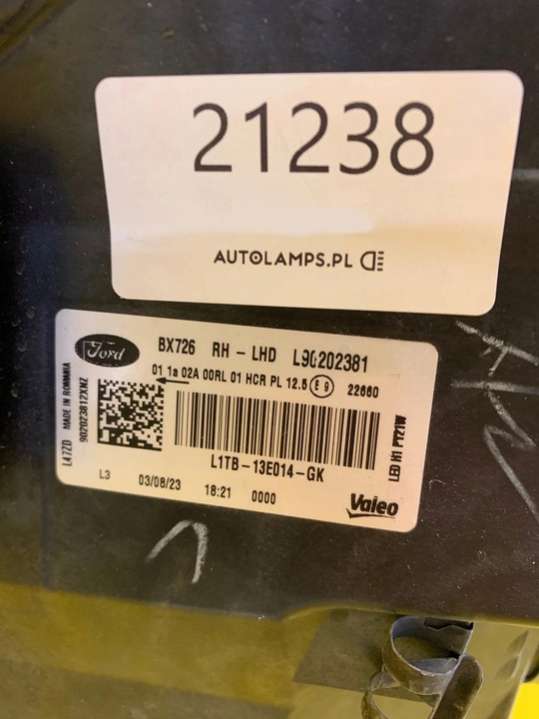 21238
AUTOLAMPS.PL
Ford
BX726 RH - LHD L90202381
01 1a 02A 00RL 01 HCR PL 12.5 E9 22660
L47ZD MADE IN ROMANIA
902023812XNZ
L1TB-13E014-GK
LED H1 PY21W
L3 03/08/23 18:21 0000
Valeo